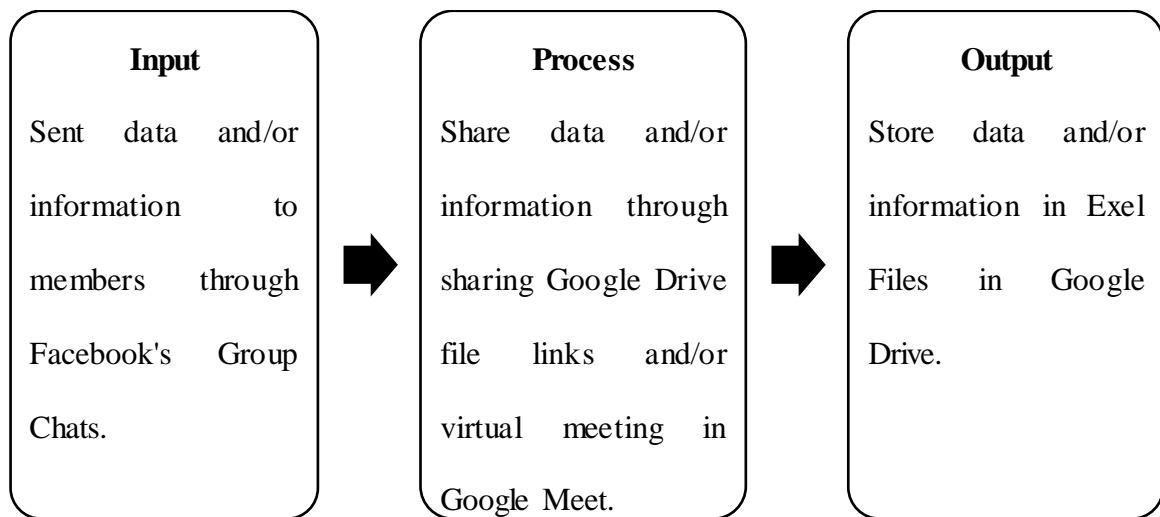 Input
Sent data and/or
information to
members through
Facebook's Group
Chats.
Process
Share data and/or
information through
sharing Google Drive
file links and/or
virtual meeting in
Google Meet.
Output
Store data and/or
information in Exel
Files in Google
Drive.